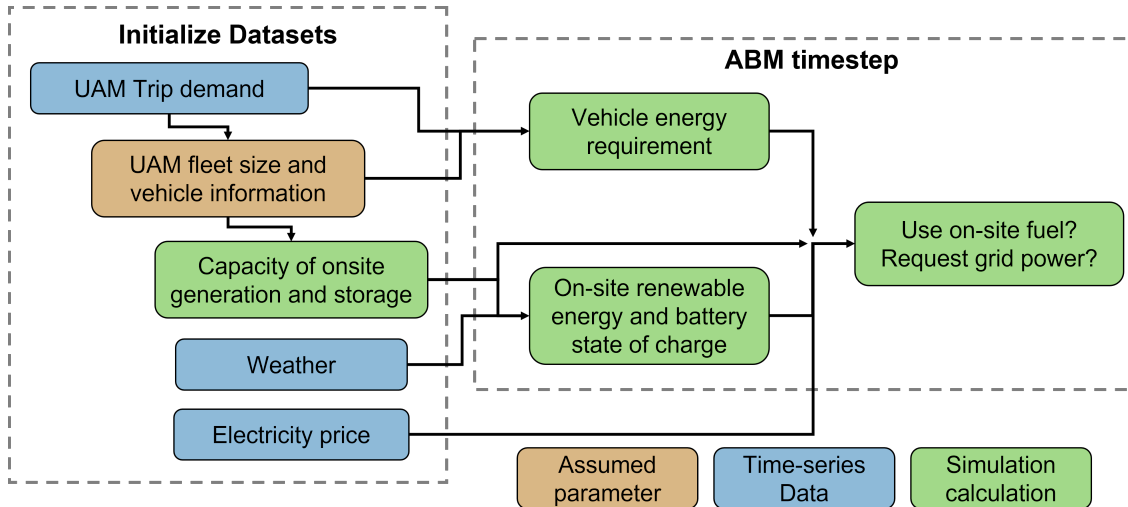 Initialize Datasets
UAM Trip demand
UAM fleet size and
vehicle information
Capacity of onsite
generation and storage
Weather
Electricity price
ABM timestep
Vehicle energy
requirement
On-site renewable
energy and battery
state of charge
Use on-site fuel?
Request grid power?
Assumed
parameter
Time-series
Data
Simulation
calculation